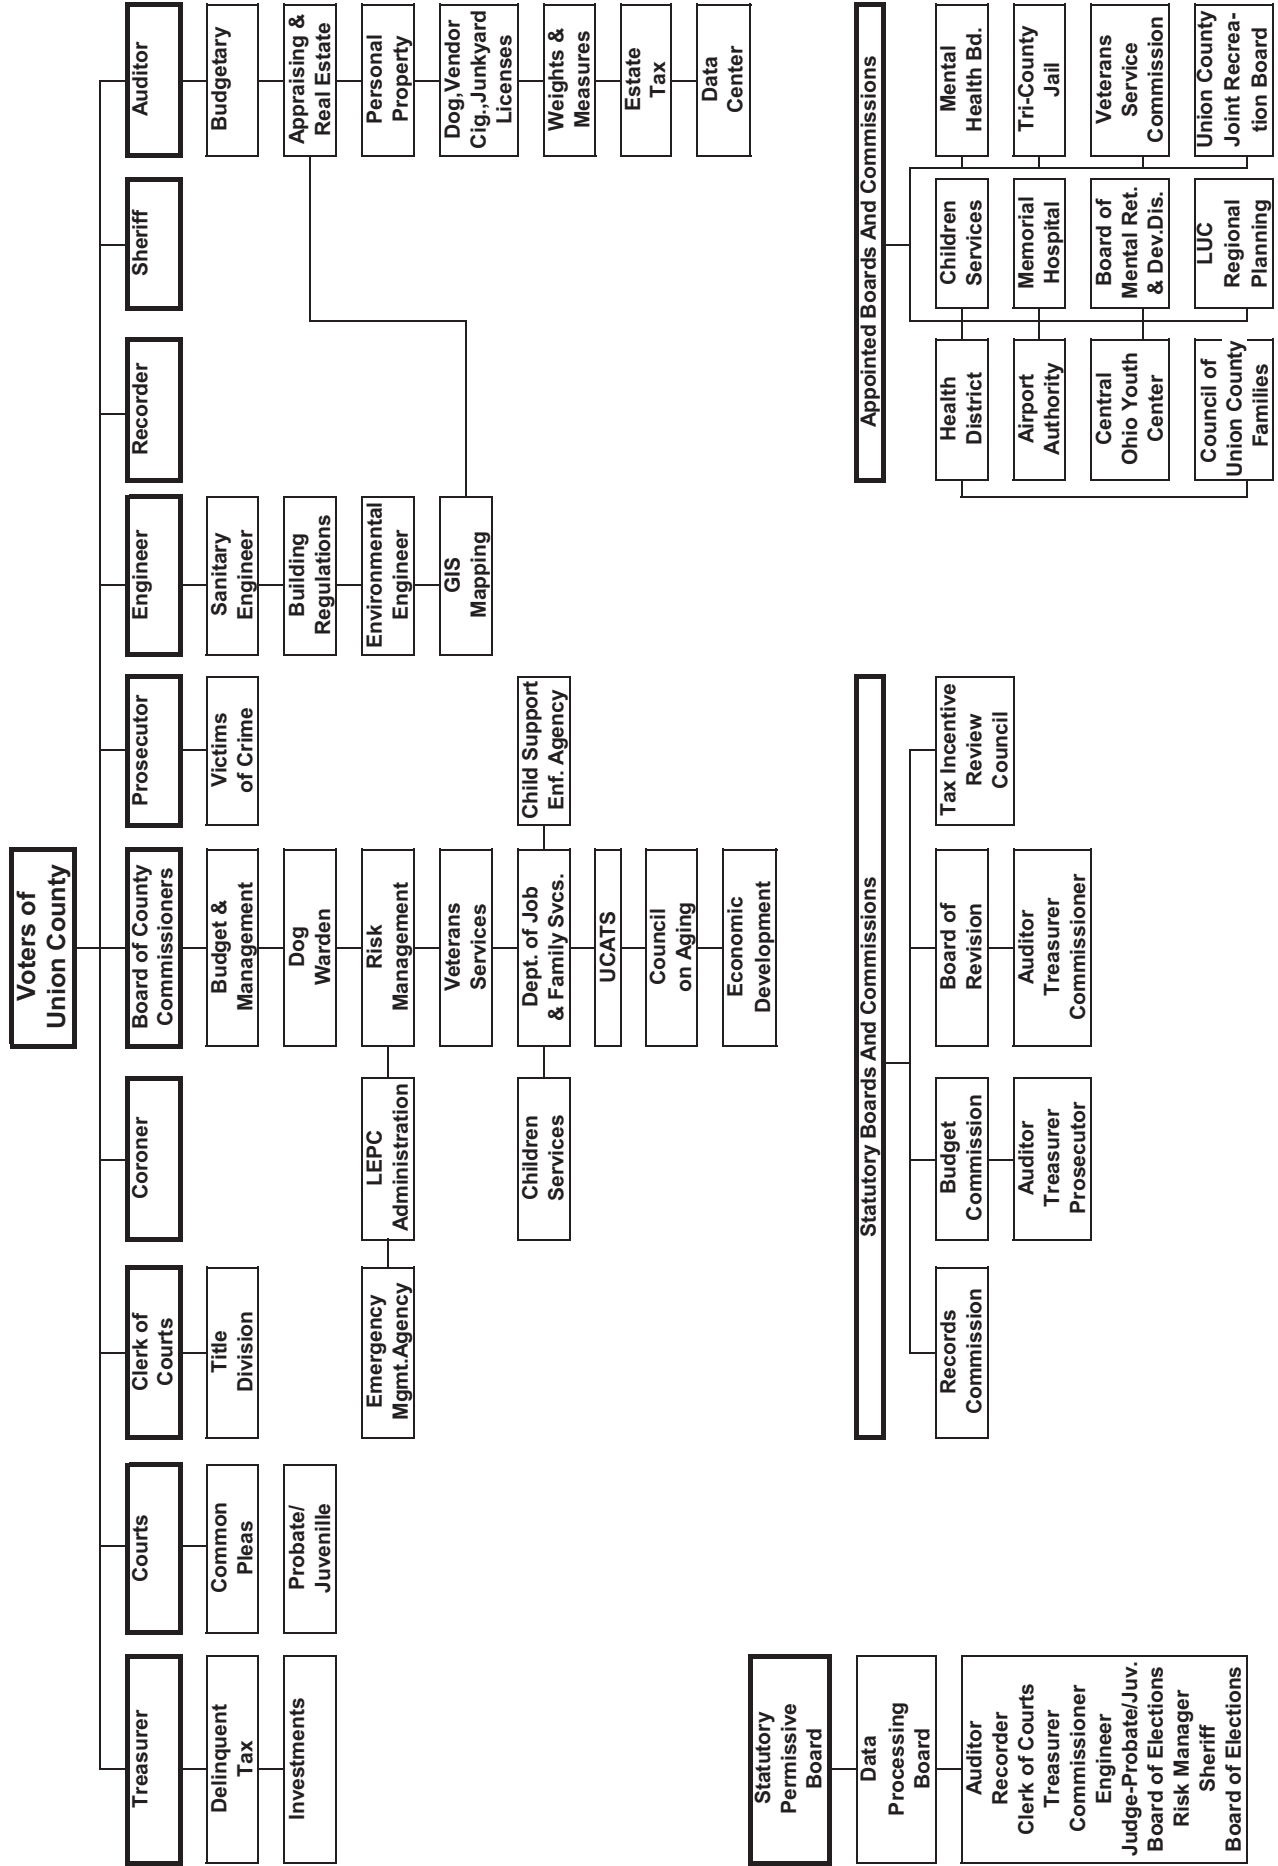 Voters of
Union County
Treasurer
Courts
Clerk of
Courts
Coroner
Board of County
Commissioners
Prosecutor
Engineer
Recorder
Sheriff
Auditor
Delinquent
Tax
Investments
Common
Pleas
Probate/
Juvenille
Title
Division
Budget &
Management
Dog
Warden
Emergency
Mgmt.Agency
LEPC
Administration
Risk
Management
Veterans
Services
Children
Services
Dept. of Job
& Family Svcs.
Child Support
Enf. Agency
UCATS
Council
on Aging
Economic
Development
Victims
of Crime
Sanitary
Engineer
Building
Regulations
Environmental
Engineer
GIS
Mapping
Budgetary
Appraising &
Real Estate
Personal
Property
Dog,Vendor
Cig.,Junkyard
Licenses
Weights &
Measures
Estate
Tax
Data
Center
Statutory
Permissive
Board
Data
Processing
Board
Auditor
Recorder
Clerk of Courts
Treasurer
Commissioner
Engineer
Judge-Probate/Juv.
Board of Elections
Risk Manager
Sheriff
Board of Elections
Statutory Boards And Commissions
Records
Commission
Budget
Commission
Auditor
Treasurer
Prosecutor
Board of
Revision
Auditor
Treasurer
Commissioner
Tax Incentive
Review
Council
Appointed Boards And Commissions
Health
District
Children
Services
Mental
Health Bd.
Airport
Authority
Memorial
Hospital
Tri-County
Jail
Central
Ohio Youth
Center
Board of
Mental Ret.
& Dev.Dis.
Veterans
Service
Commission
Council of
Union County
Families
LUC
Regional
Planning
Union County
Joint Recrea-
tion Board